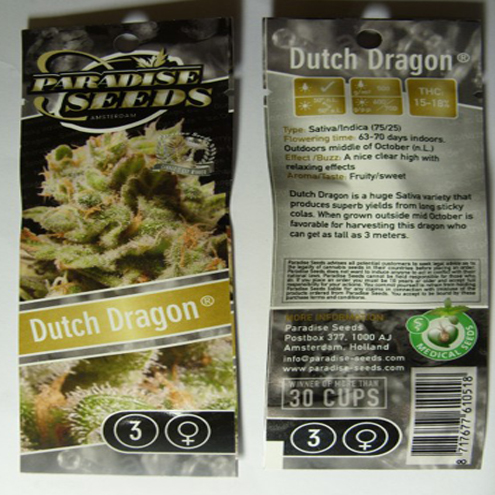 PARADISE
SEEDS
AMSTERDAM
Dutch Dragon®
3
Dutch Dragon®
THC:
15-18%
Type: Sativa/Indica (75/25)
Flowering time: 63-70 days indoors.
Outdoors middle of October (n.L.)
Effect/Buzz: A nice clear high with
relaxing effects
Aroma/Taste: Fruity/sweet
Dutch Dragon is a huge Sativa variety that
produces superb yields from long sticky
colas. When grown outside mid October is
favorable for harvesting this dragon who
can get as tall as 3 meters.
MORE INFORMATION
Paradise Seeds
Postbox 377, 1000 AJ
Amsterdam, Holland
info@paradise-seeds.com
www.paradise-seeds.com
MEDICAL SEEDS
WINNER OF MORE THAN
30 CUPS
3
8 717677 610518